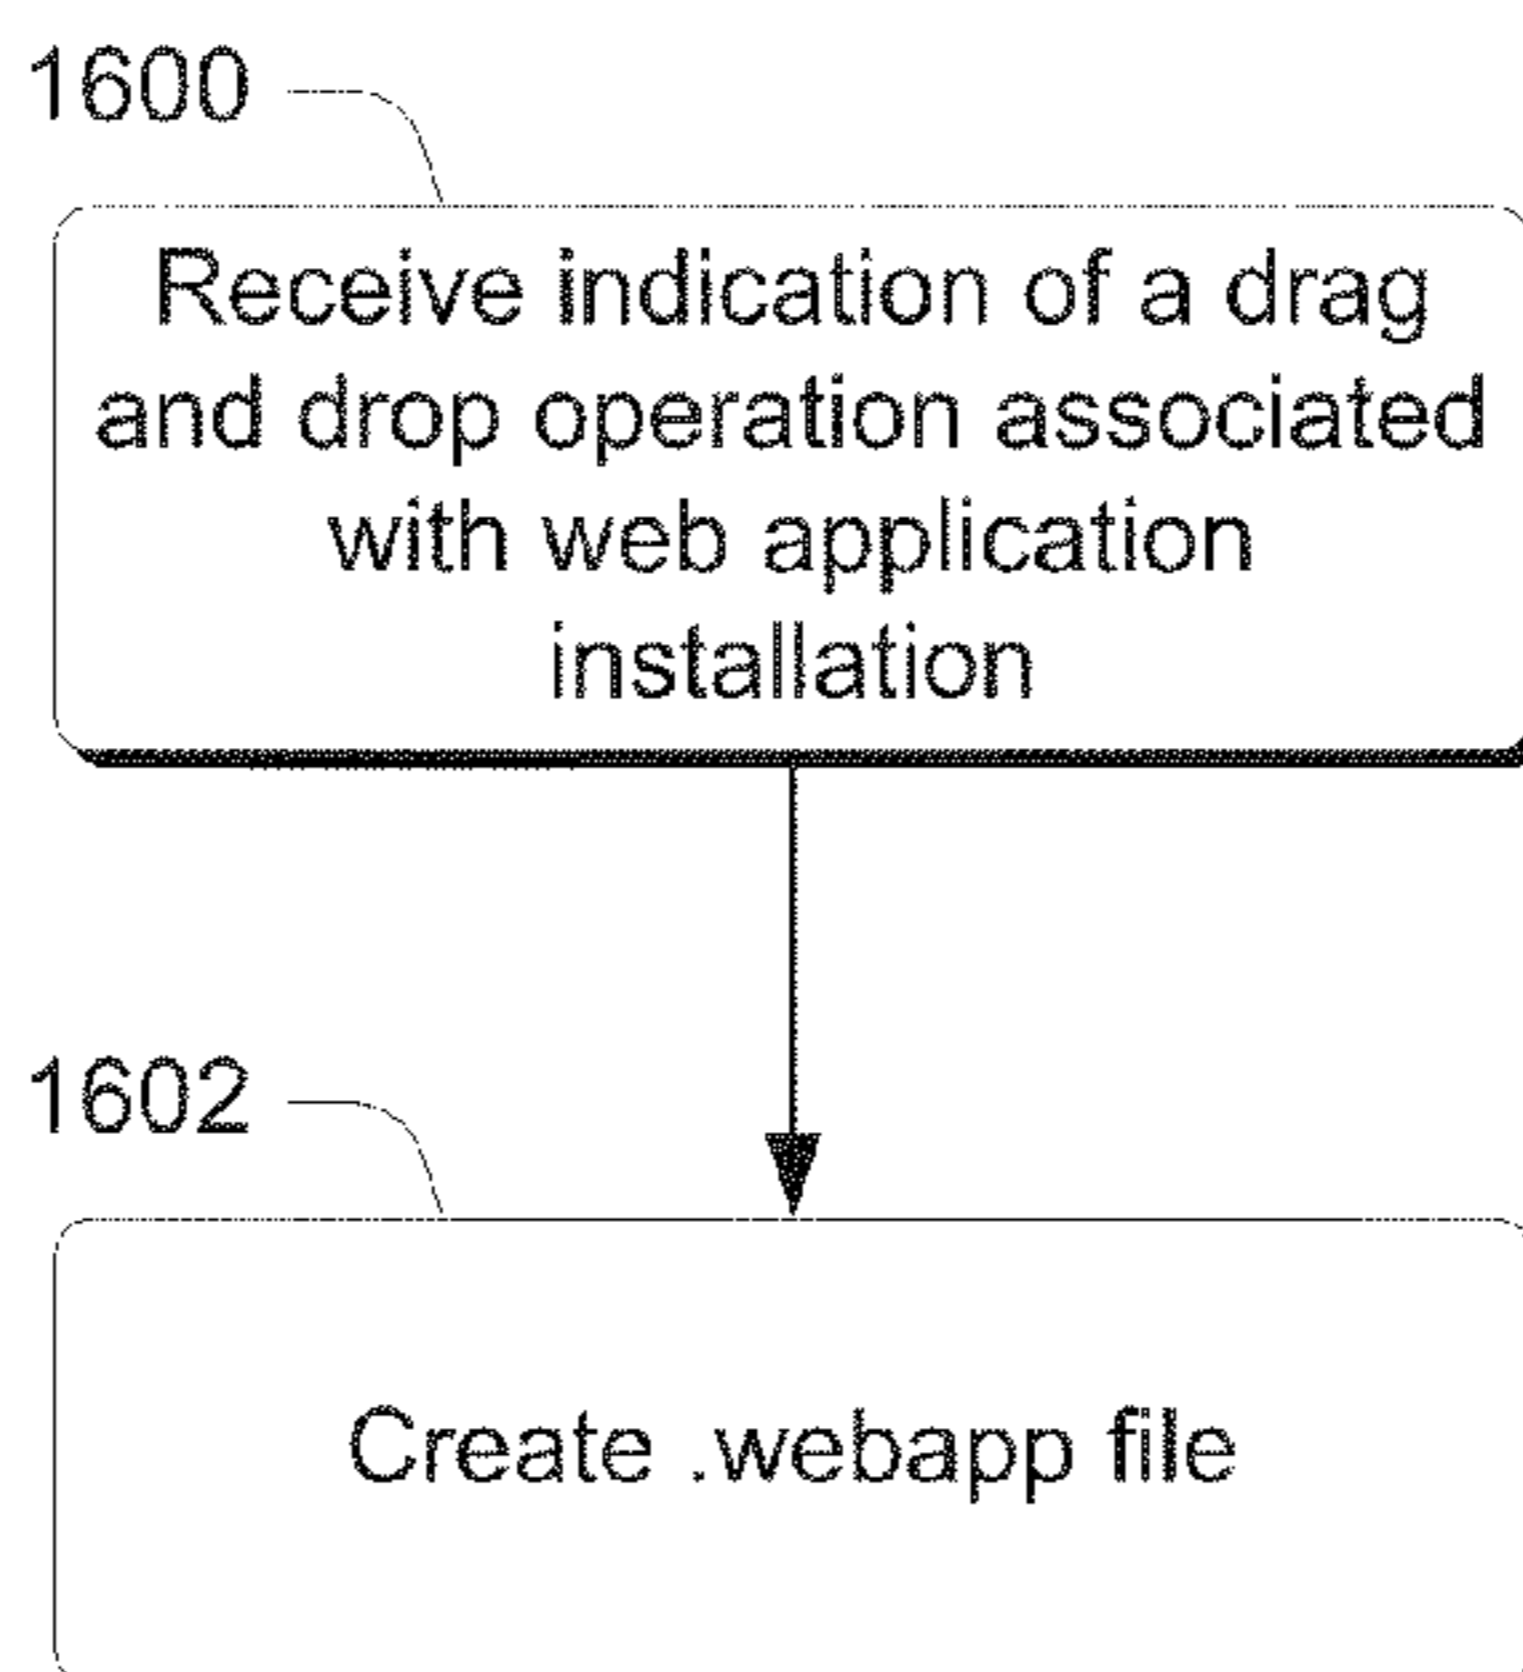 1600
Receive indication of a drag
and drop operation associated
with web application
installation
1602
Create .webapp file